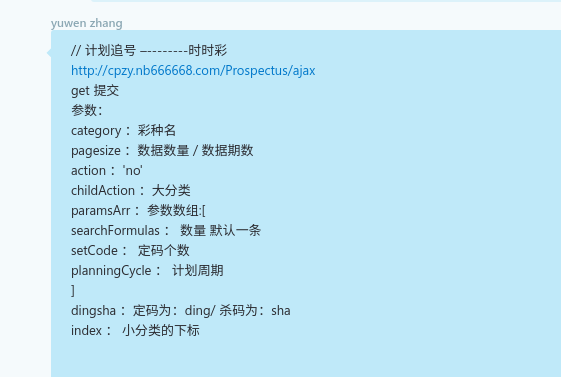 yuwen zhang
// 计划追号 –--------时时彩
http://cpzy.nb666668.com/Prospectus/ajax
get 提交
参数：
category ：彩种名
pagesize ：数据数量 / 数据期数
action ：'no'
childAction ：大分类
paramsArr ：参数数组:[
searchFormulas ： 数量 默认一条
setCode ： 定码个数
planningCycle ： 计划周期
]
dingsha ：定码为：ding/ 杀码为：sha
index ： 小分类的下标